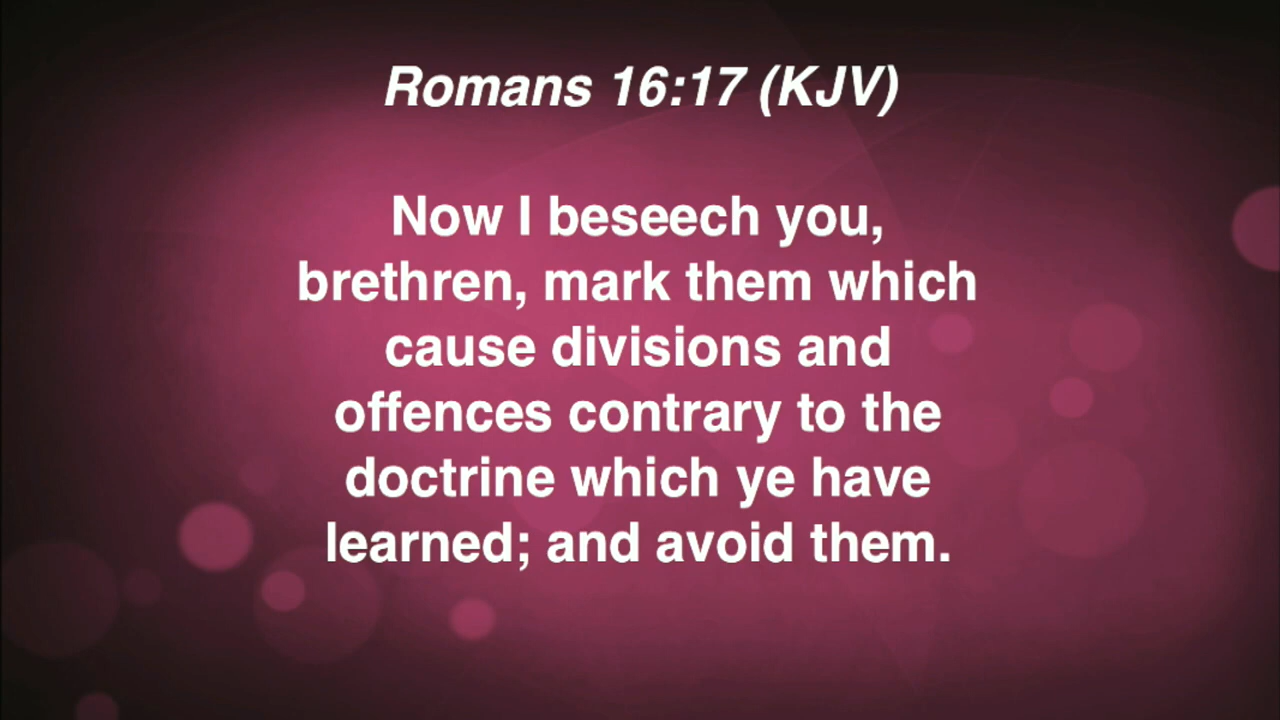 Romans 16:17 (KJV)
Now I beseech you,
brethren, mark them which
cause divisions and
offences contrary to the
doctrine which ye have
learned; and avoid them.